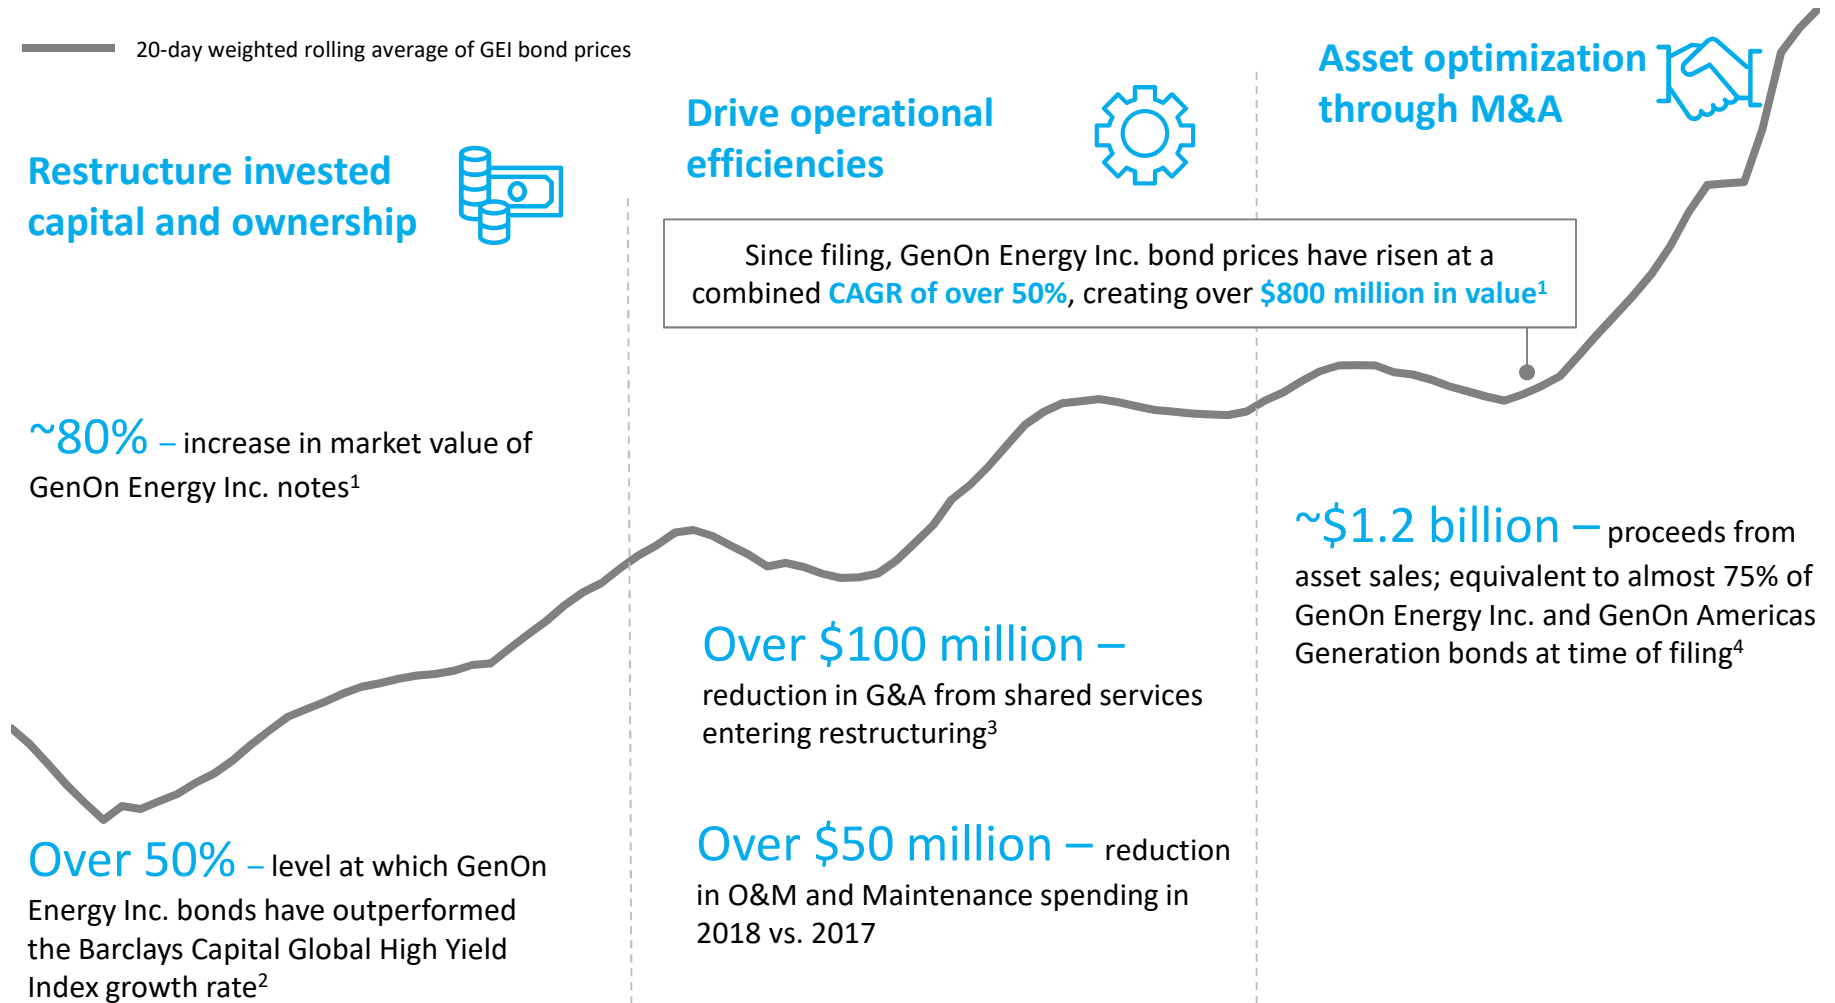 20-day weighted rolling average of GEI bond prices
Restructure invested
capital and ownership
~80% – increase in market value of
GenOn Energy Inc. notes¹
Over 50% – level at which GenOn
Energy Inc. bonds have outperformed
the Barclays Capital Global High Yield
Index growth rate²
Drive operational
efficiencies
Since filing, GenOn Energy Inc. bond prices have risen at a
combined CAGR of over 50%, creating over $800 million in value¹
Over $100 million –
reduction in G&A from shared services
entering restructuring³
Over $50 million – reduction
in O&M and Maintenance spending in
2018 vs. 2017
Asset optimization
through M&A
~$1.2 billion – proceeds from
asset sales; equivalent to almost 75% of
GenOn Energy Inc. and GenOn Americas
Generation bonds at time of filing⁴